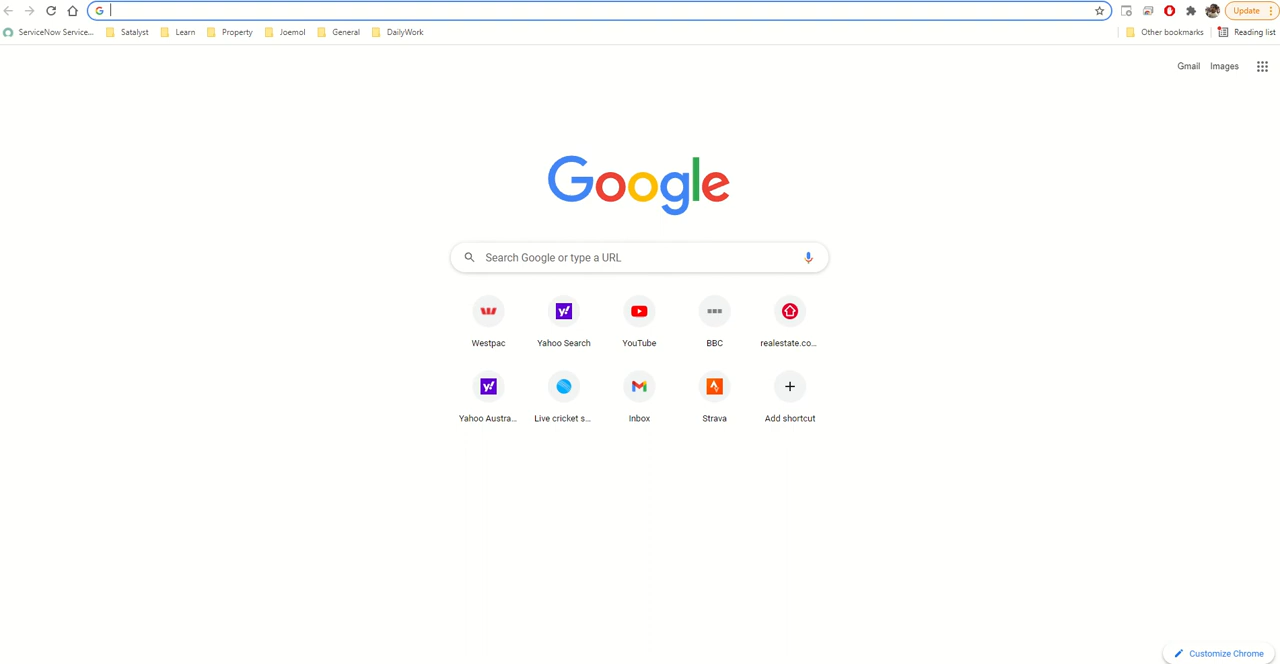 Update
ServiceNow Service...
Satalyst
Learn
Property
Joemol
General
DailyWork
Other bookmarks
Reading list
Gmail
Images
Google
Search Google or type a URL
Westpac
Yahoo Search
YouTube
BBC
realestate.co...
Yahoo Austra...
Live cricket s...
Inbox
Strava
Add shortcut
Customize Chrome